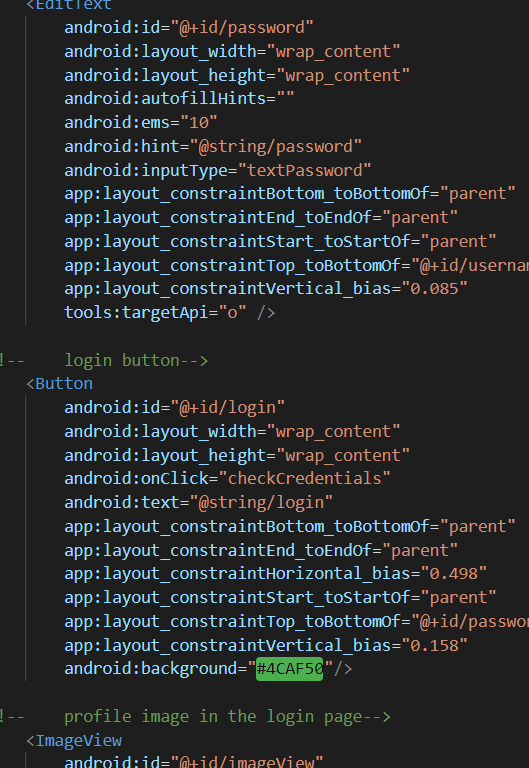 <EditText
android:id="@+id/password"
android:layout_width="wrap_content"
android:layout_height="wrap_content"
android:autofillHints=""
android:ems="10"
android:hint="@string/password"
android:inputType="textPassword"
app:layout_constraintBottom_toBottomOf="parent"
app:layout_constraintEnd_toEndOf="parent"
app:layout_constraintStart_toStartOf="parent"
app:layout_constraintTop_toBottomOf="@+id/userna
app:layout_constraintVertical_bias="0.085"
tools:targetApi="o" />
!-- login button-->
<Button
android:id="@+id/login"
android:layout_width="wrap_content"
android:layout_height="wrap_content"
android:onClick="checkCredentials"
android:text="@string/login"
app:layout_constraintBottom_toBottomOf="parent"
app:layout_constraintEnd_toEndOf="parent"
app:layout_constraintHorizontal_bias="0.498"
app:layout_constraintStart_toStartOf="parent"
app:layout_constraintTop_toBottomOf="@+id/passwo
app:layout_constraintVertical_bias="0.158"
android:background="#4CAF50"/>
!-- profile image in the login page-->
<ImageView
android:id="@+id/imageView"